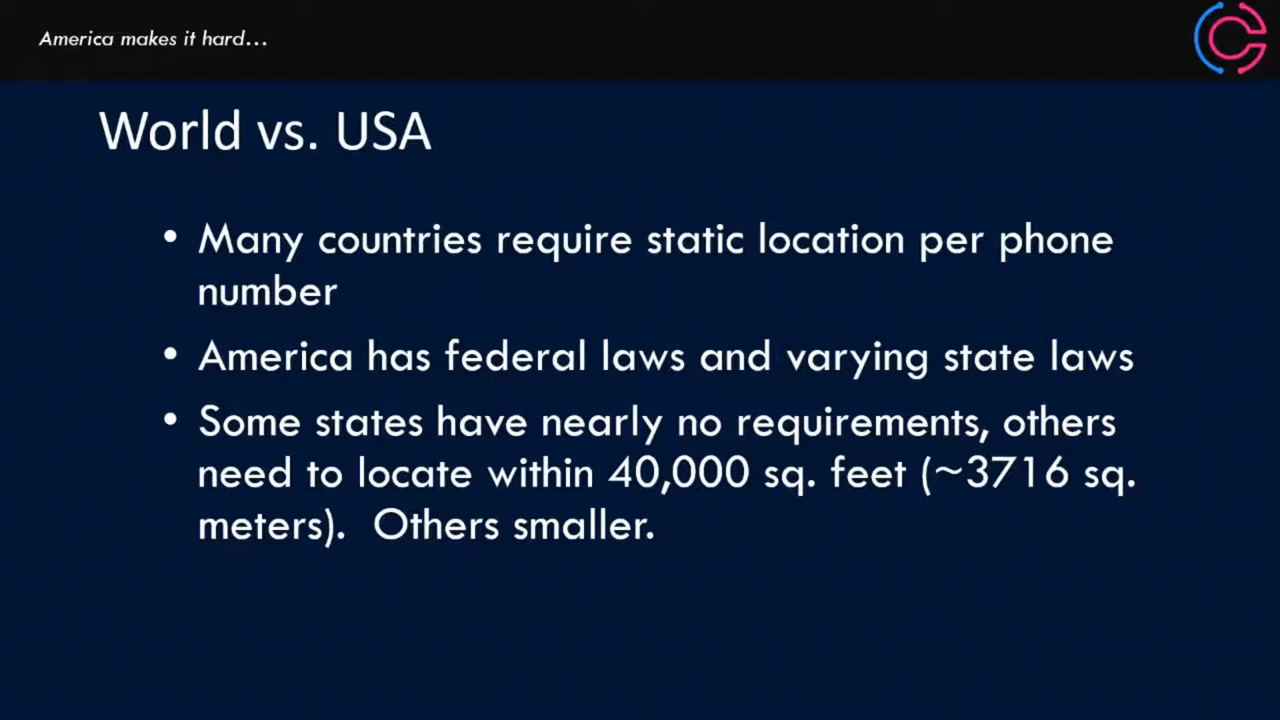 America makes it hard...
World vs. USA
• Many countries require static location per phone
number
• America has federal laws and varying state laws
• Some states have nearly no requirements, others
need to locate within 40,000 sq. feet (~3716 sq.
meters).  Others smaller.